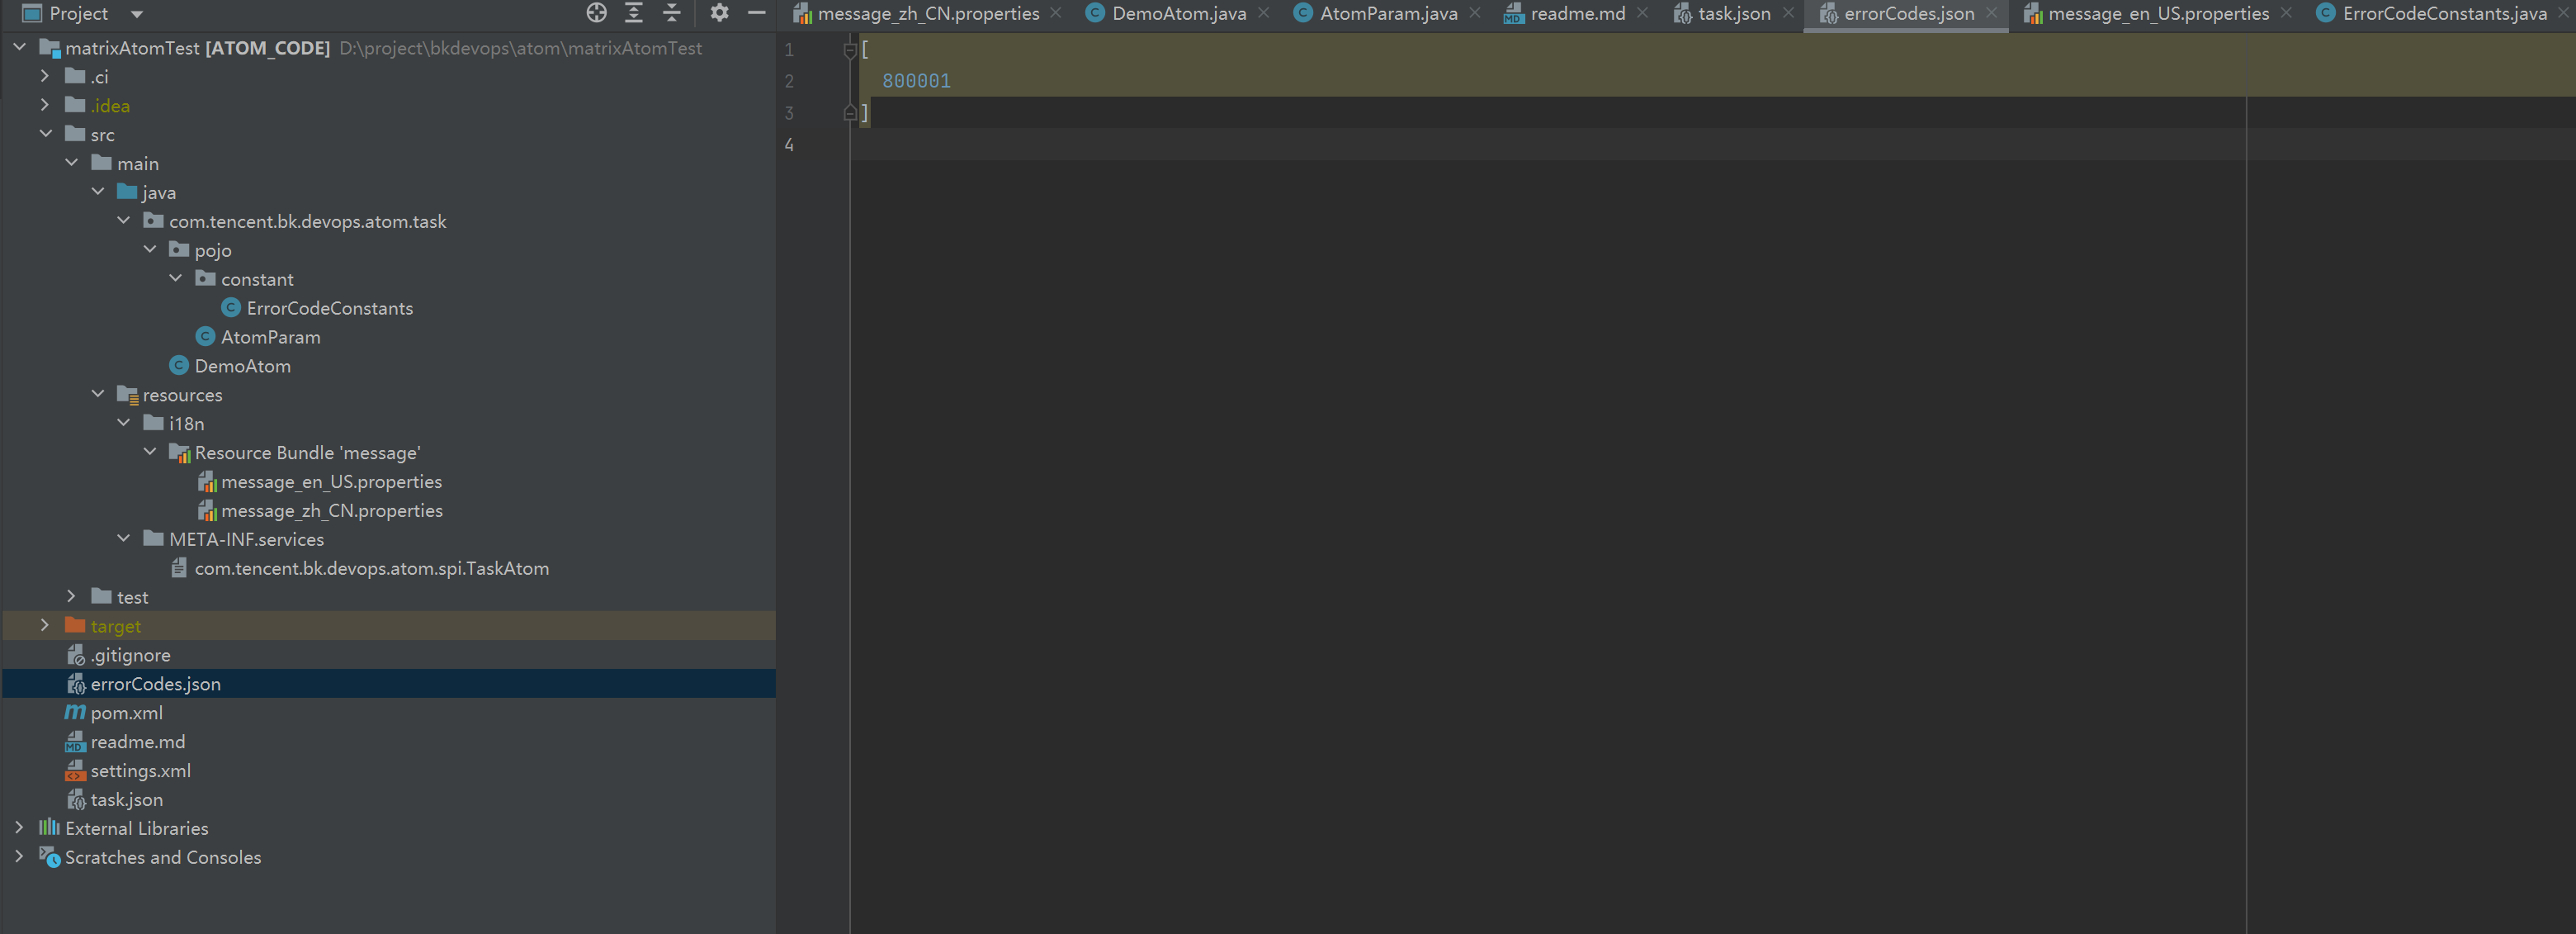 Project
matrixAtomTest [ATOM_CODE] D:\project\bkdevops\atom\matrixAtomTest
.ci
.idea
src
main
java
com.tencent.bk.devops.atom.task
pojo
constant
ErrorCodeConstants
AtomParam
DemoAtom
resources
i18n
Resource Bundle 'message'
message_en_US.properties
message_zh_CN.properties
META-INF.services
com.tencent.bk.devops.atom.spi.TaskAtom
test
target
.gitignore
errorCodes.json
pom.xml
readme.md
settings.xml
task.json
External Libraries
Scratches and Consoles
message_zh_CN.properties DemoAtom.java AtomParam.java readme.md task.json errorCodes.json message_en_US.properties ErrorCodeConstants.java
1 [
2 800001
3 ]
4